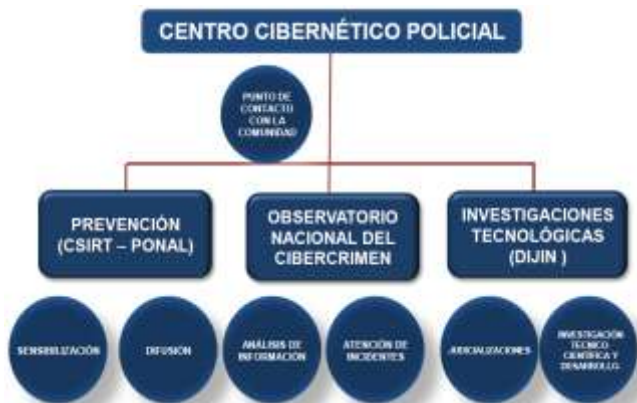 CENTRO CIBERNÉTICO POLICIAL
PUNTO DE
CONTACTO
CON LA
COMUNIDAD
PREVENCIÓN
(CSIRT – PONAL)
OBSERVATORIO
NACIONAL DEL
CIBERCRIMEN
INVESTIGACIONES
TECNOLÓGICAS
(DIJIN )
SENSIBILIZACIÓN
DIFUSIÓN
ANÁLISIS DE
INFORMACIÓN
ATENCIÓN DE
INCIDENTES
JUDICIALIZACIONES
INVESTIGACIÓN
TECNICO
CIENTÍFICA Y
DESARROLLO